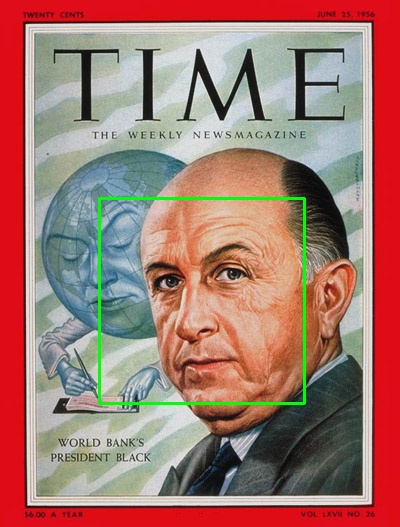 TWENTY CENTS
JUNE 25, 1956
TIME
THE WEEKLY NEWSMAGAZINE
WORLD BANK'S
PRESIDENT BLACK
$6.00 A YEAR
VOL. LXVII NO. 26